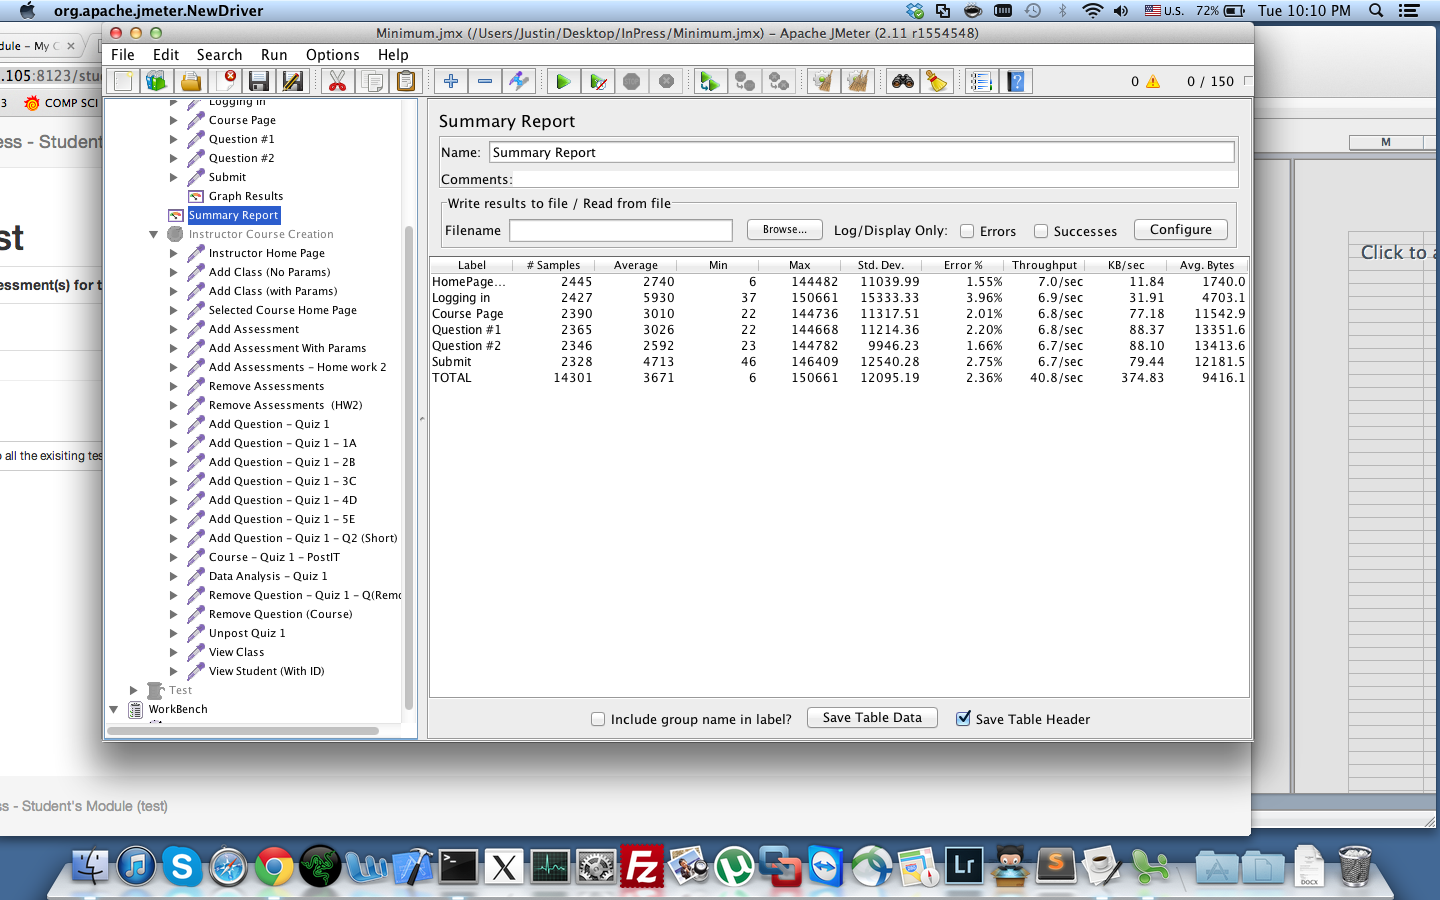 org.apache.jmeter.NewDriver
U.S. 72% Tue 10:10 PM
Minimum.jmx (/Users/Justin/Desktop/InPress/Minimum.jmx) – Apache JMeter (2.11 r1554548)
dule – My C
.105:8123/stu
3 COMP SCI
ss - Student
st
essment(s) for t
all the exisiting tes
ss - Student's Module (test)
File Edit Search Run Options Help
0 0 / 150
Logging in
Course Page
Question #1
Question #2
Submit
Graph Results
Summary Report
Instructor Course Creation
Instructor Home Page
Add Class (No Params)
Add Class (with Params)
Selected Course Home Page
Add Assessment
Add Assessment With Params
Add Assessments – Home work 2
Remove Assessments
Remove Assessments (HW2)
Add Question – Quiz 1
Add Question – Quiz 1 – 1A
Add Question – Quiz 1 – 2B
Add Question – Quiz 1 – 3C
Add Question – Quiz 1 – 4D
Add Question – Quiz 1 – 5E
Add Question – Quiz 1 – Q2 (Short)
Course – Quiz 1 – PostIT
Data Analysis – Quiz 1
Remove Question – Quiz 1 – Q(Remo
Remove Question (Course)
Unpost Quiz 1
View Class
View Student (With ID)
Test
WorkBench
Summary Report
Name: Summary Report
Comments:
Write results to file / Read from file
Filename Browse... Log/Display Only: Errors Successes Configure
Label # Samples Average Min Max Std. Dev. Error % Throughput KB/sec Avg. Bytes
HomePage... 2445 2740 6 144482 11039.99 1.55% 7.0/sec 11.84 1740.0
Logging in 2427 5930 37 150661 15333.33 3.96% 6.9/sec 31.91 4703.1
Course Page 2390 3010 22 144736 11317.51 2.01% 6.8/sec 77.18 11542.9
Question #1 2365 3026 22 144668 11214.36 2.20% 6.8/sec 88.37 13351.6
Question #2 2346 2592 23 144782 9946.23 1.66% 6.7/sec 88.10 13413.6
Submit 2328 4713 46 146409 12540.28 2.75% 6.7/sec 79.44 12181.5
TOTAL 14301 3671 6 150661 12095.19 2.36% 40.8/sec 374.83 9416.1
Include group name in label? Save Table Data Save Table Header
M
Click to a
Lr
DOCX